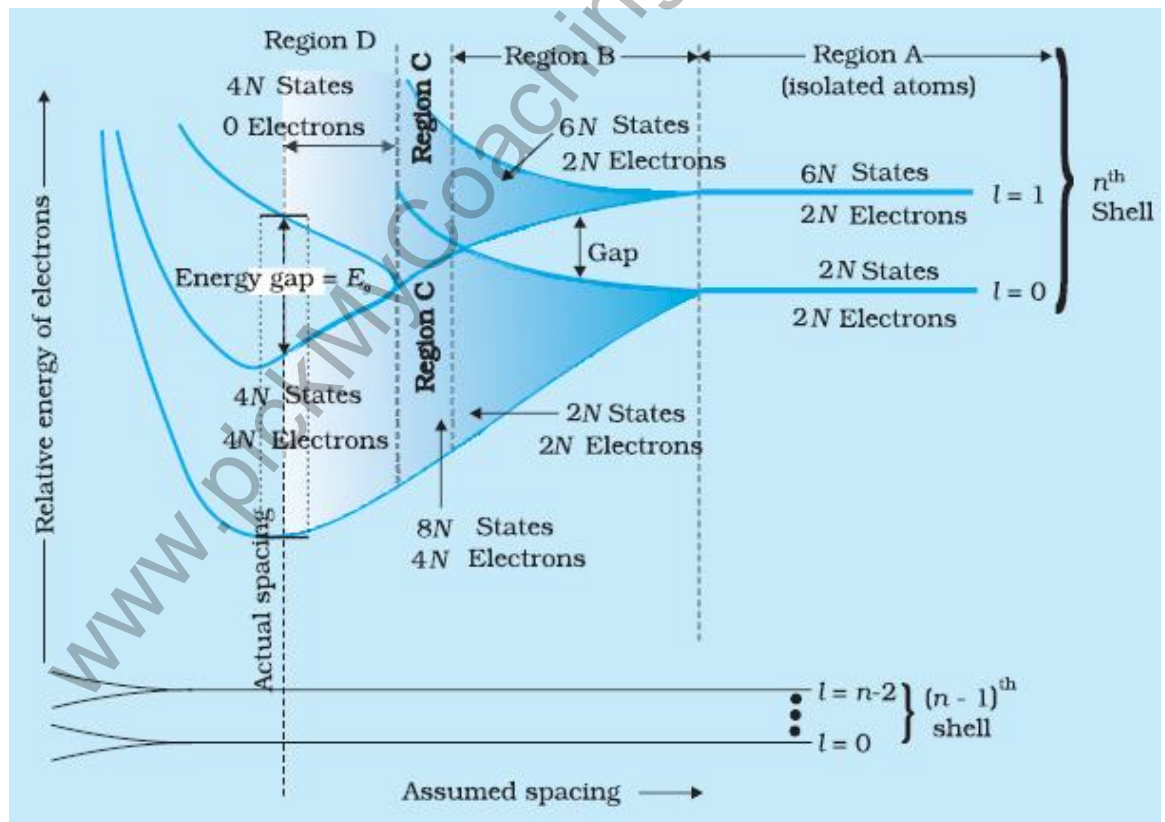 Region D
Region C
Region B
Region A
(isolated atoms)
4N States
0 Electrons
6N States
2N Electrons
6N States
2N Electrons
l = 1
nth
Shell
Energy gap = Eg
Gap
2N States
2N Electrons
l = 0
Region C
4N States
4N Electrons
2N States
2N Electrons
8N States
4N Electrons
Relative energy of electrons
Actual spacing
l = n-2
(n - 1)th
shell
l = 0
Assumed spacing
www.pickMyCoaching